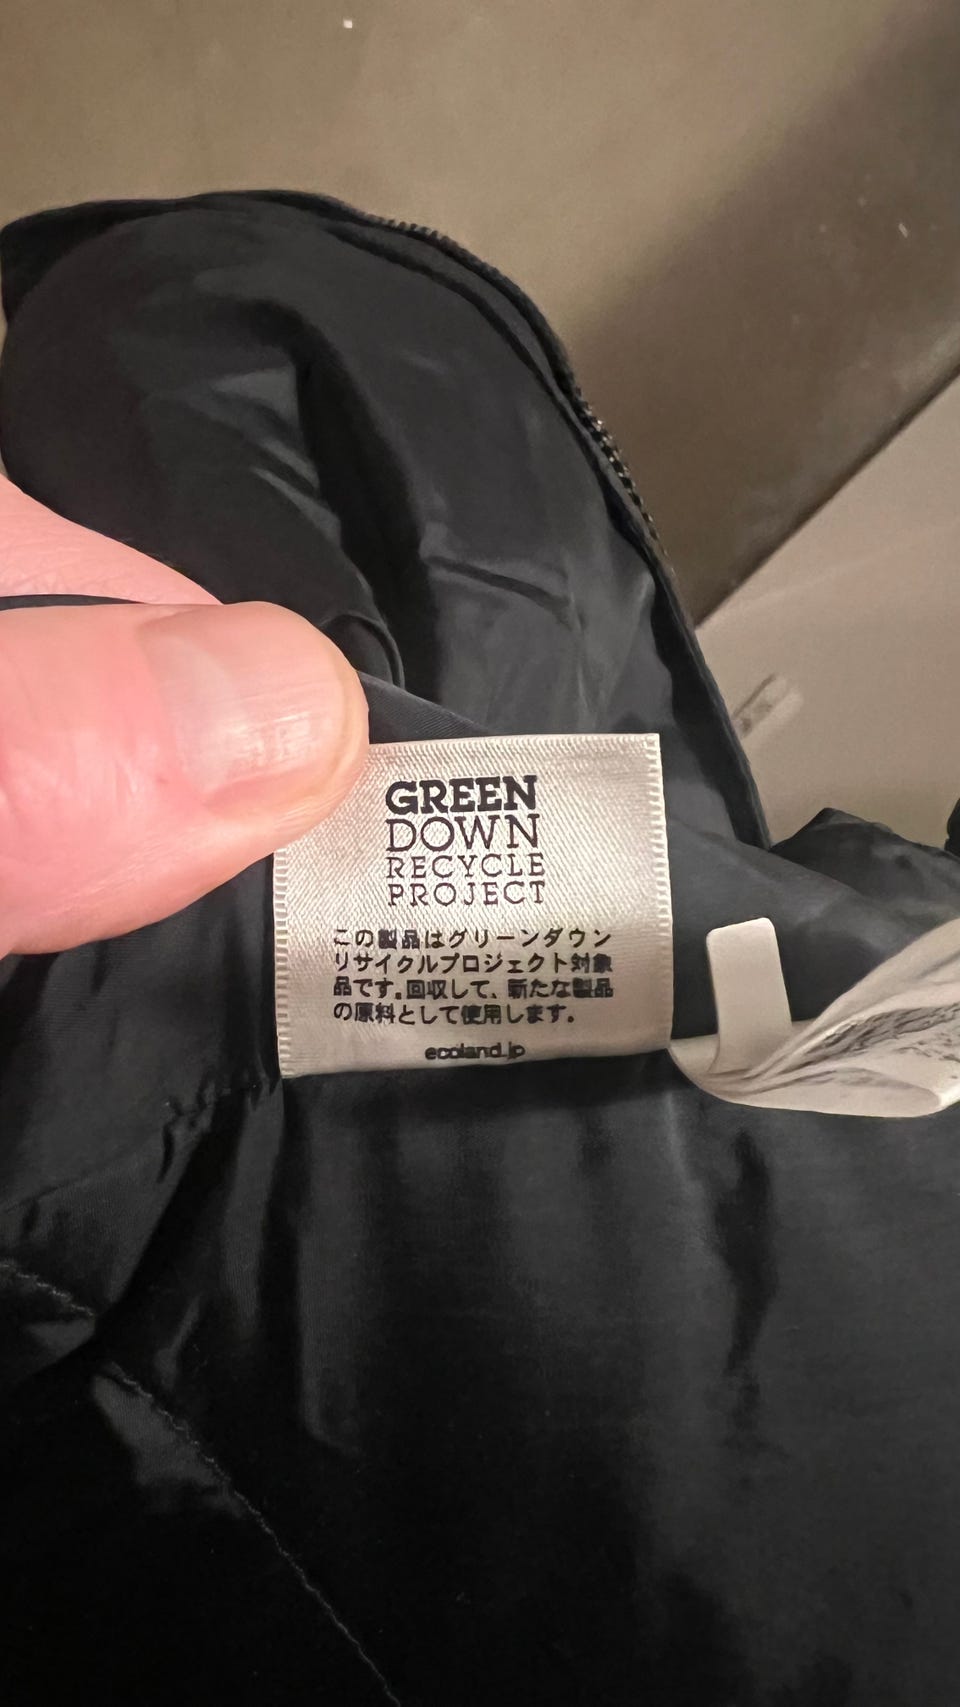 GREEN
DOWN
RECYCLE
PROJECT
この製品はグリーンダウン
リサイクルプロジェクト対象
品です。回収して、新たな製品
の原料として使用します。
ecoland.jp